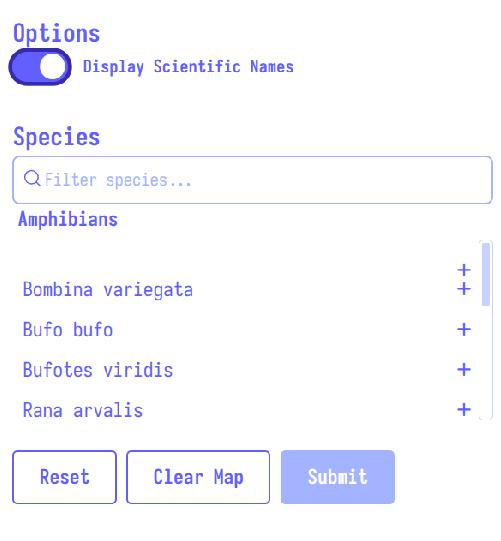 Options
Display Scientific Names
Species
Filter species...
Amphibians
+
Bombina variegata +
Bufo bufo +
Bufotes viridis +
Rana arvalis +
Reset Clear Map Submit